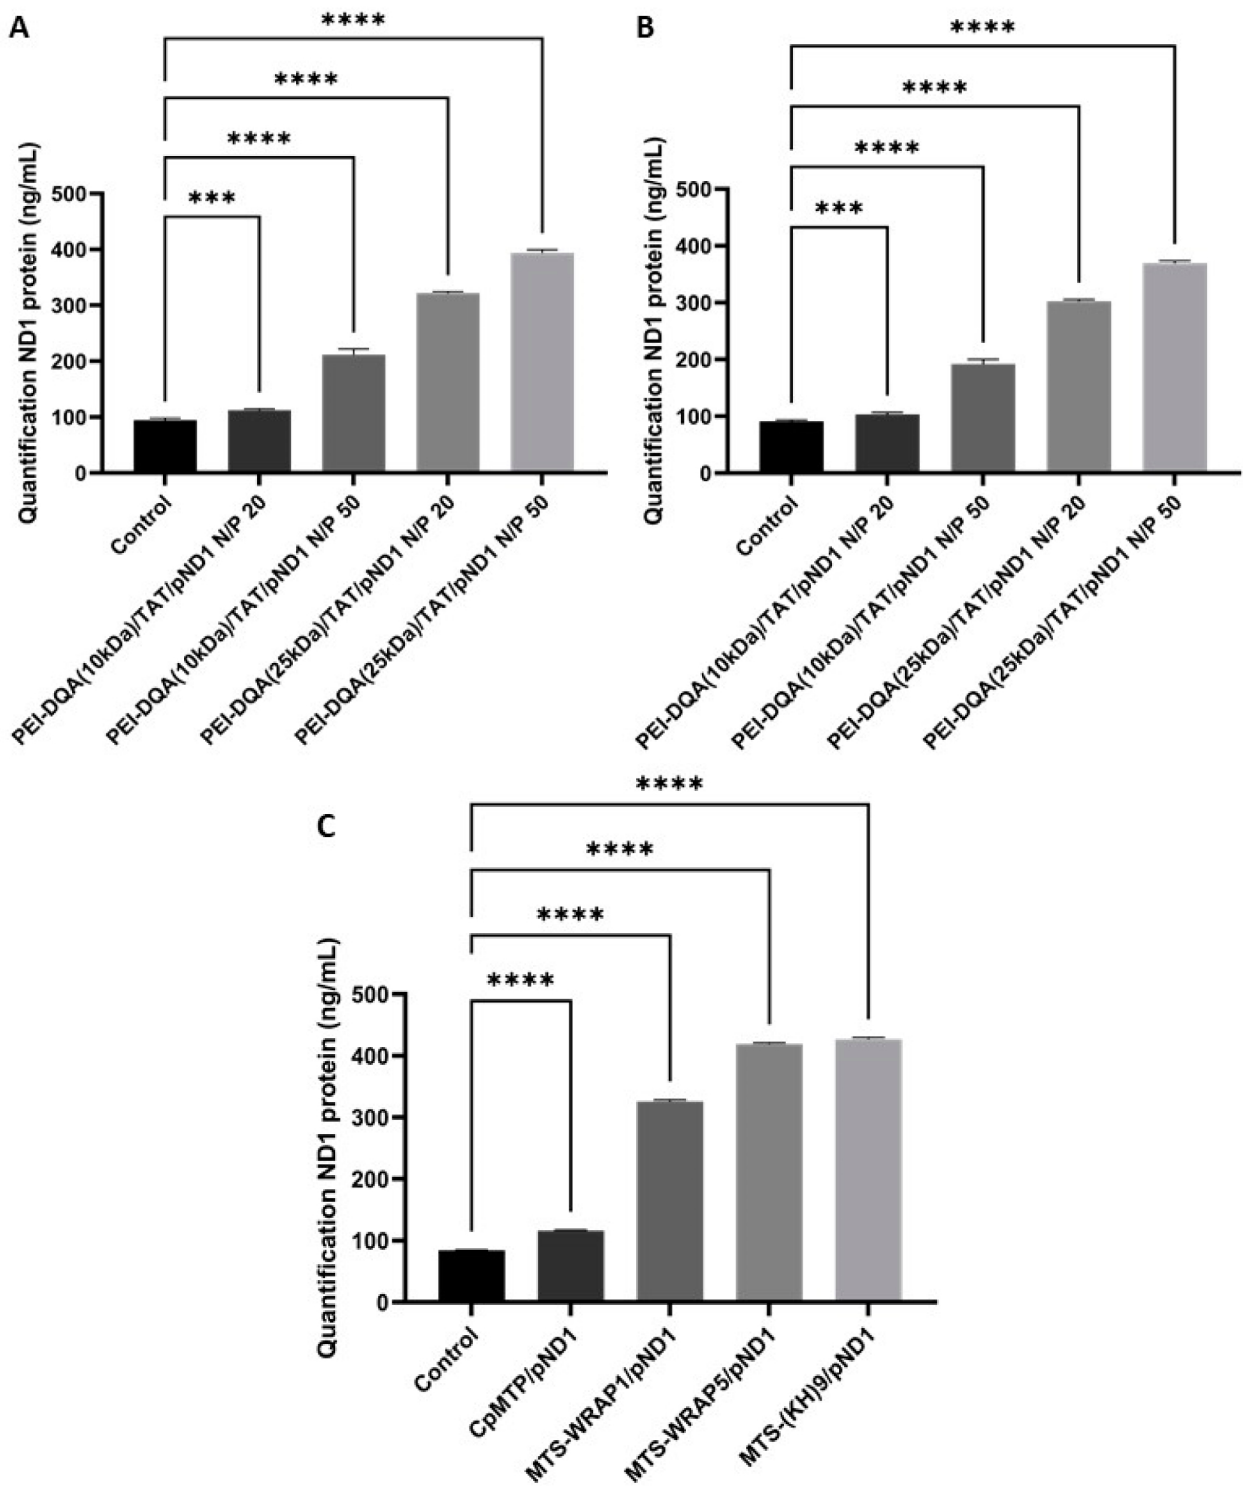 A
****
****
****
***
Quantification ND1 protein (ng/mL)
500
400
300
200
100
0
Control
PEI-DQA(10kDa)/TAT/pND1 N/P 20
PEI-DQA(10kDa)/TAT/pND1 N/P 50
PEI-DQA(25kDa)/TAT/pND1 N/P 20
PEI-DQA(25kDa)/TAT/pND1 N/P 50
B
****
****
****
***
Quantification ND1 protein (ng/mL)
500
400
300
200
100
0
Control
PEI-DQA(10kDa)/TAT/pND1 N/P 20
PEI-DQA(10kDa)/TAT/pND1 N/P 50
PEI-DQA(25kDa)/TAT/pND1 N/P 20
PEI-DQA(25kDa)/TAT/pND1 N/P 50
C
****
****
****
****
Quantification ND1 protein (ng/mL)
500
400
300
200
100
0
Control
CpMTP/pND1
MTS-WRAP1/pND1
MTS-WRAP5/pND1
MTS-(KH)9/pND1